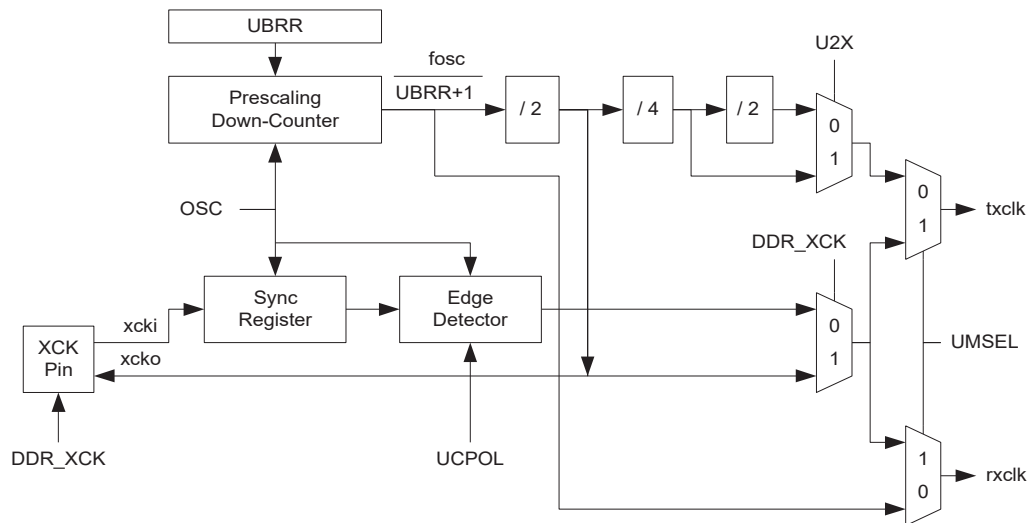 UBRR
fosc
U2X
Prescaling
Down-Counter
UBRR+1
/ 2
/ 4
/ 2
0
1
OSC
0
1
txclk
DDR_XCK
Sync
Register
Edge
Detector
xcki
0
1
UMSEL
XCK
Pin
xcko
DDR_XCK
UCPOL
1
0
rxclk